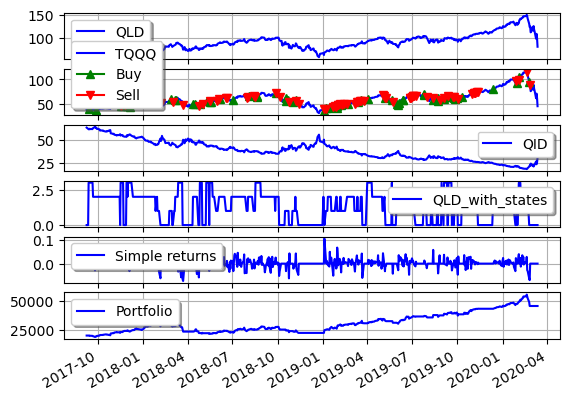 150
100
QLD
TQQQ
Buy
Sell
100
50
50
25
QID
2.5
0.0
QLD_with_states
0.1
0.0
Simple returns
50000
25000
Portfolio
2017-10
2018-01
2018-04
2018-07
2018-10
2019-01
2019-04
2019-07
2019-10
2020-01
2020-04